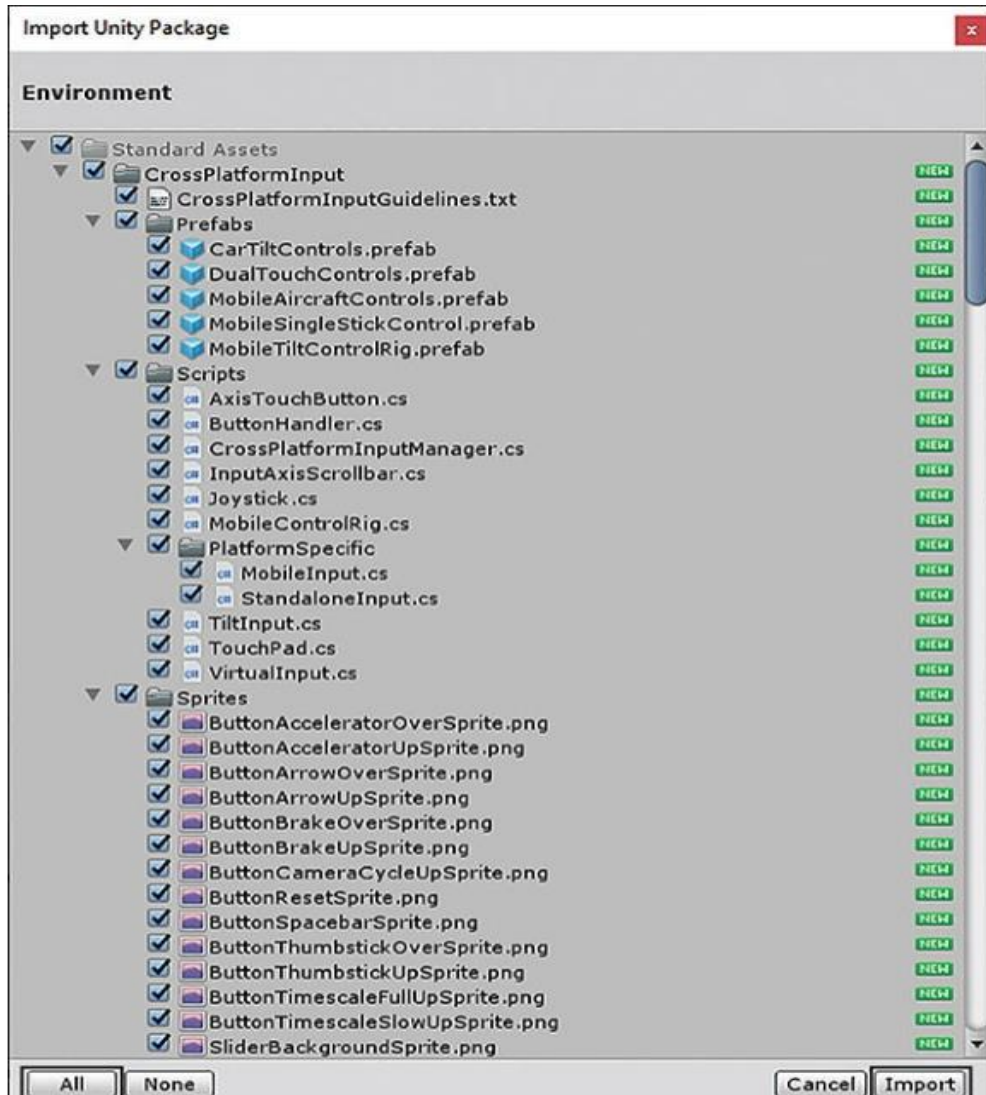 Import Unity Package
x
Environment
Standard Assets
CrossPlatformInput NEW
CrossPlatformInputGuidelines.txt NEW
Prefabs NEW
CarTiltControls.prefab NEW
DualTouchControls.prefab NEW
MobileAircraftControls.prefab NEW
MobileSingleStickControl.prefab NEW
MobileTiltControlRig.prefab NEW
Scripts NEW
AxisTouchButton.cs NEW
ButtonHandler.cs NEW
CrossPlatformInputManager.cs NEW
InputAxisScrollbar.cs NEW
Joystick.cs NEW
MobileControlRig.cs NEW
PlatformSpecific NEW
MobileInput.cs NEW
StandaloneInput.cs NEW
TiltInput.cs NEW
TouchPad.cs NEW
VirtualInput.cs NEW
Sprites NEW
ButtonAcceleratorOverSprite.png NEW
ButtonAcceleratorUpSprite.png NEW
ButtonArrowOverSprite.png NEW
ButtonArrowUpSprite.png NEW
ButtonBrakeOverSprite.png NEW
ButtonBrakeUpSprite.png NEW
ButtonCameraCycleUpSprite.png NEW
ButtonResetSprite.png NEW
ButtonSpacebarSprite.png NEW
ButtonThumbstickOverSprite.png NEW
ButtonThumbstickUpSprite.png NEW
ButtonTimescaleFullUpSprite.png NEW
ButtonTimescaleSlowUpSprite.png NEW
SliderBackgroundSprite.png NEW
All None Cancel Import